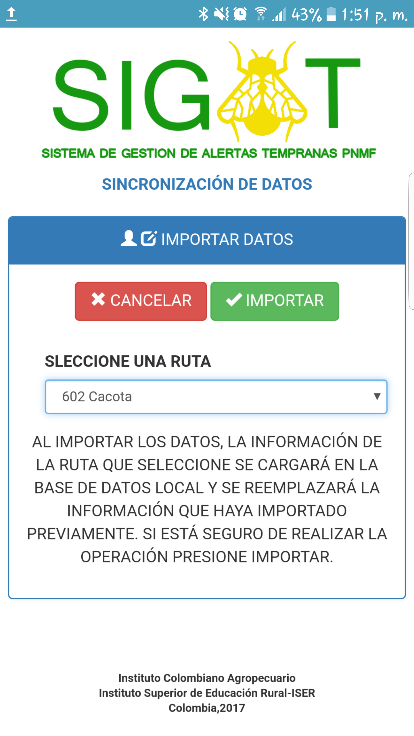 43% 1:51 p. m.
SIGAT
SISTEMA DE GESTION DE ALERTAS TEMPRANAS PNMF
SINCRONIZACIÓN DE DATOS
IMPORTAR DATOS
CANCELAR IMPORTAR
SLECCIONE UNA RUTA
602 Cacota
AL IMPORTAR LOS DATOS, LA INFORMACIÓN DE
LA RUTA QUE SELECCIONE SE CARGARÁ EN LA
BASE DE DATOS LOCAL Y SE REEMPLAZARÁ LA
INFORMACIÓN QUE HAYA IMPORTADO
PREVIAMENTE. SI ESTÁ SEGURO DE REALIZAR LA
OPERACIÓN PRESIONE IMPORTAR.
Instituto Colombiano Agropecuario
Instituto Superior de Educación Rural-ISER
Colombia,2017